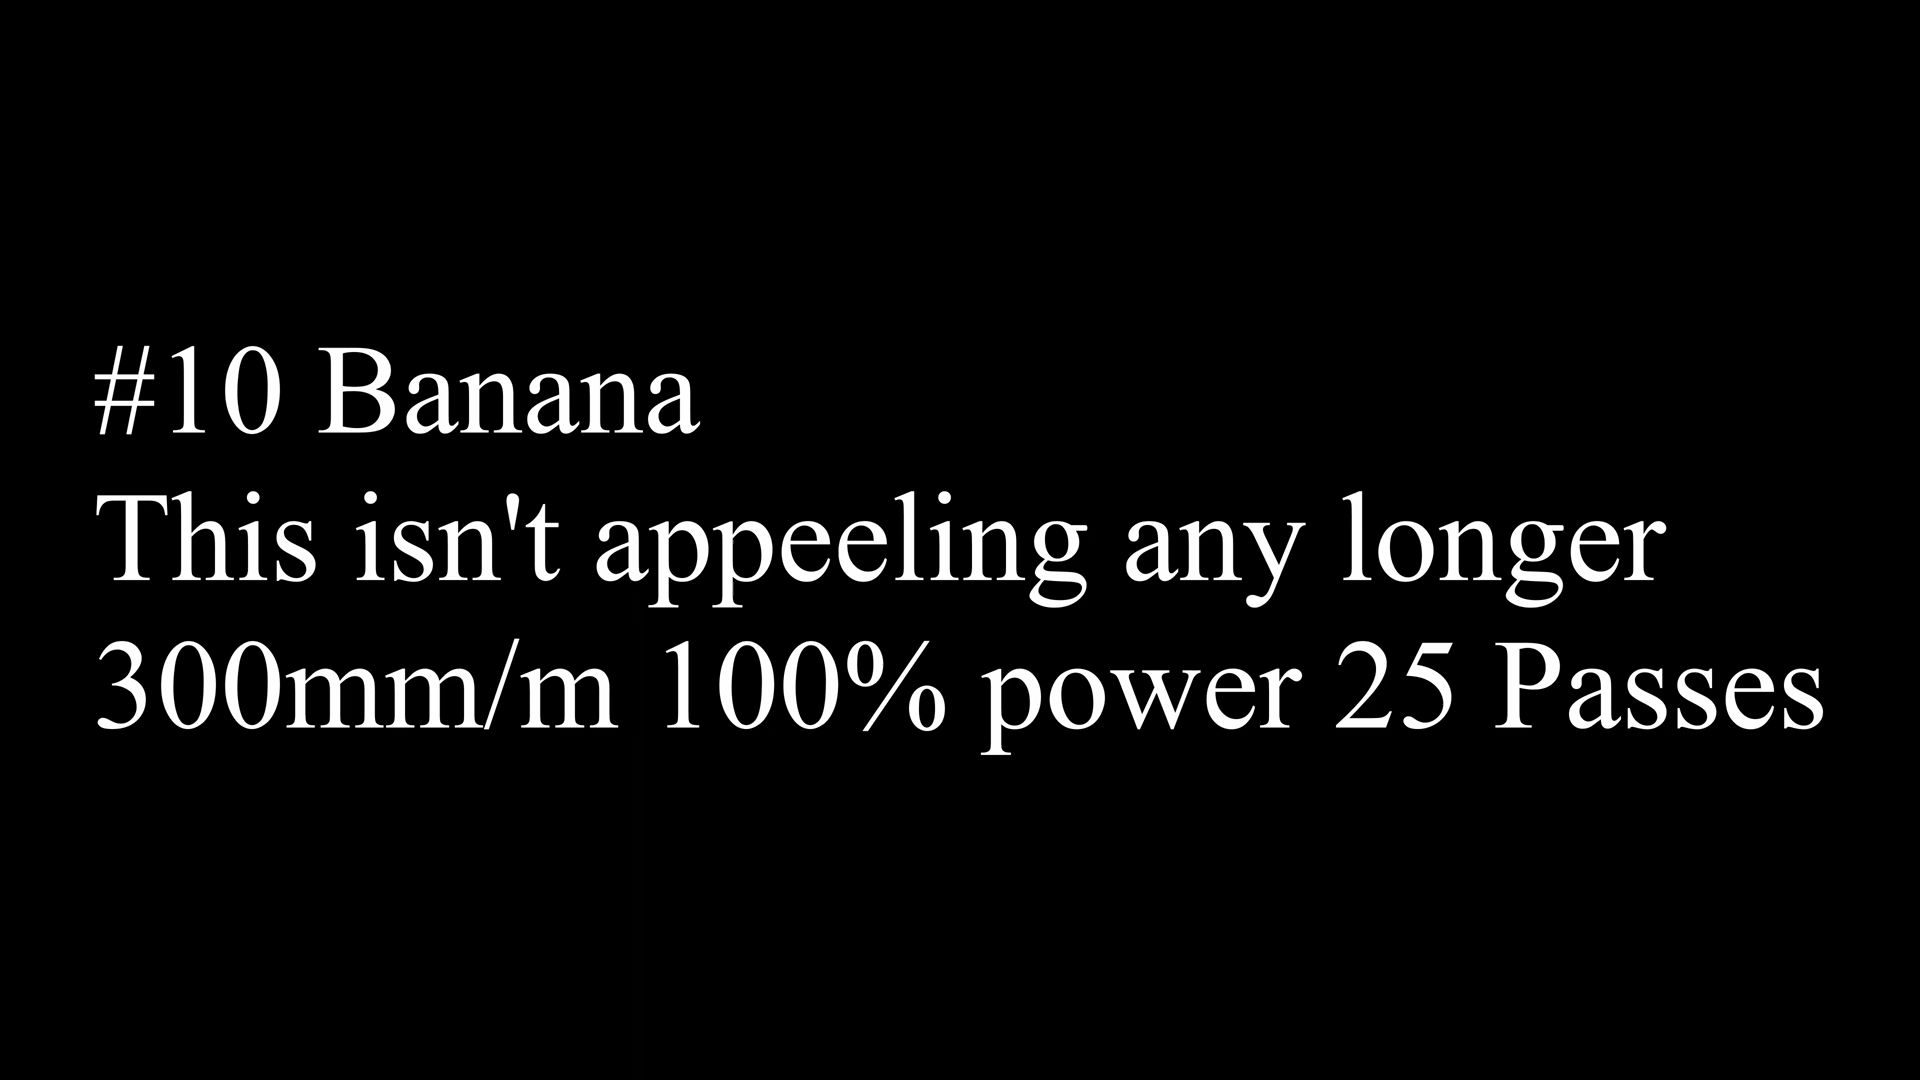 #10 Banana
This isn't appeeling any longer
300mm/m 100% power 25 Passes